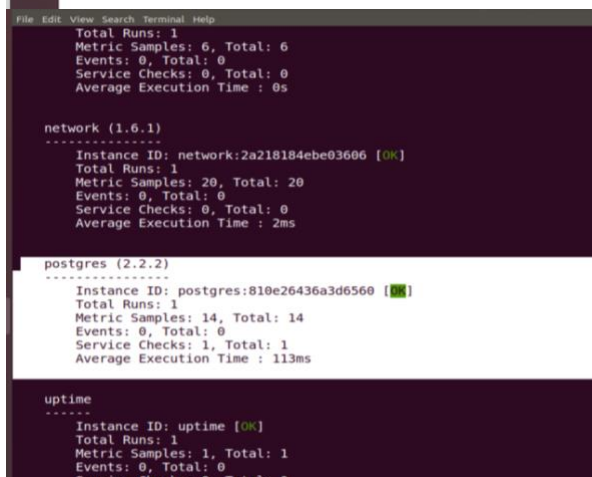 File Edit View Search Terminal Help
Total Runs: 1
Metric Samples: 6, Total: 6
Events: 0, Total: 0
Service Checks: 0, Total: 0
Average Execution Time : 0s
network (1.6.1)
---------------
Instance ID: network:2a218184ebe03606 [OK]
Total Runs: 1
Metric Samples: 20, Total: 20
Events: 0, Total: 0
Service Checks: 0, Total: 0
Average Execution Time : 2ms
postgres (2.2.2)
----------------
Instance ID: postgres:810e26436a3d6560 [OK]
Total Runs: 1
Metric Samples: 14, Total: 14
Events: 0, Total: 0
Service Checks: 1, Total: 1
Average Execution Time : 113ms
uptime
------
Instance ID: uptime [OK]
Total Runs: 1
Metric Samples: 1, Total: 1
Events: 0, Total: 0